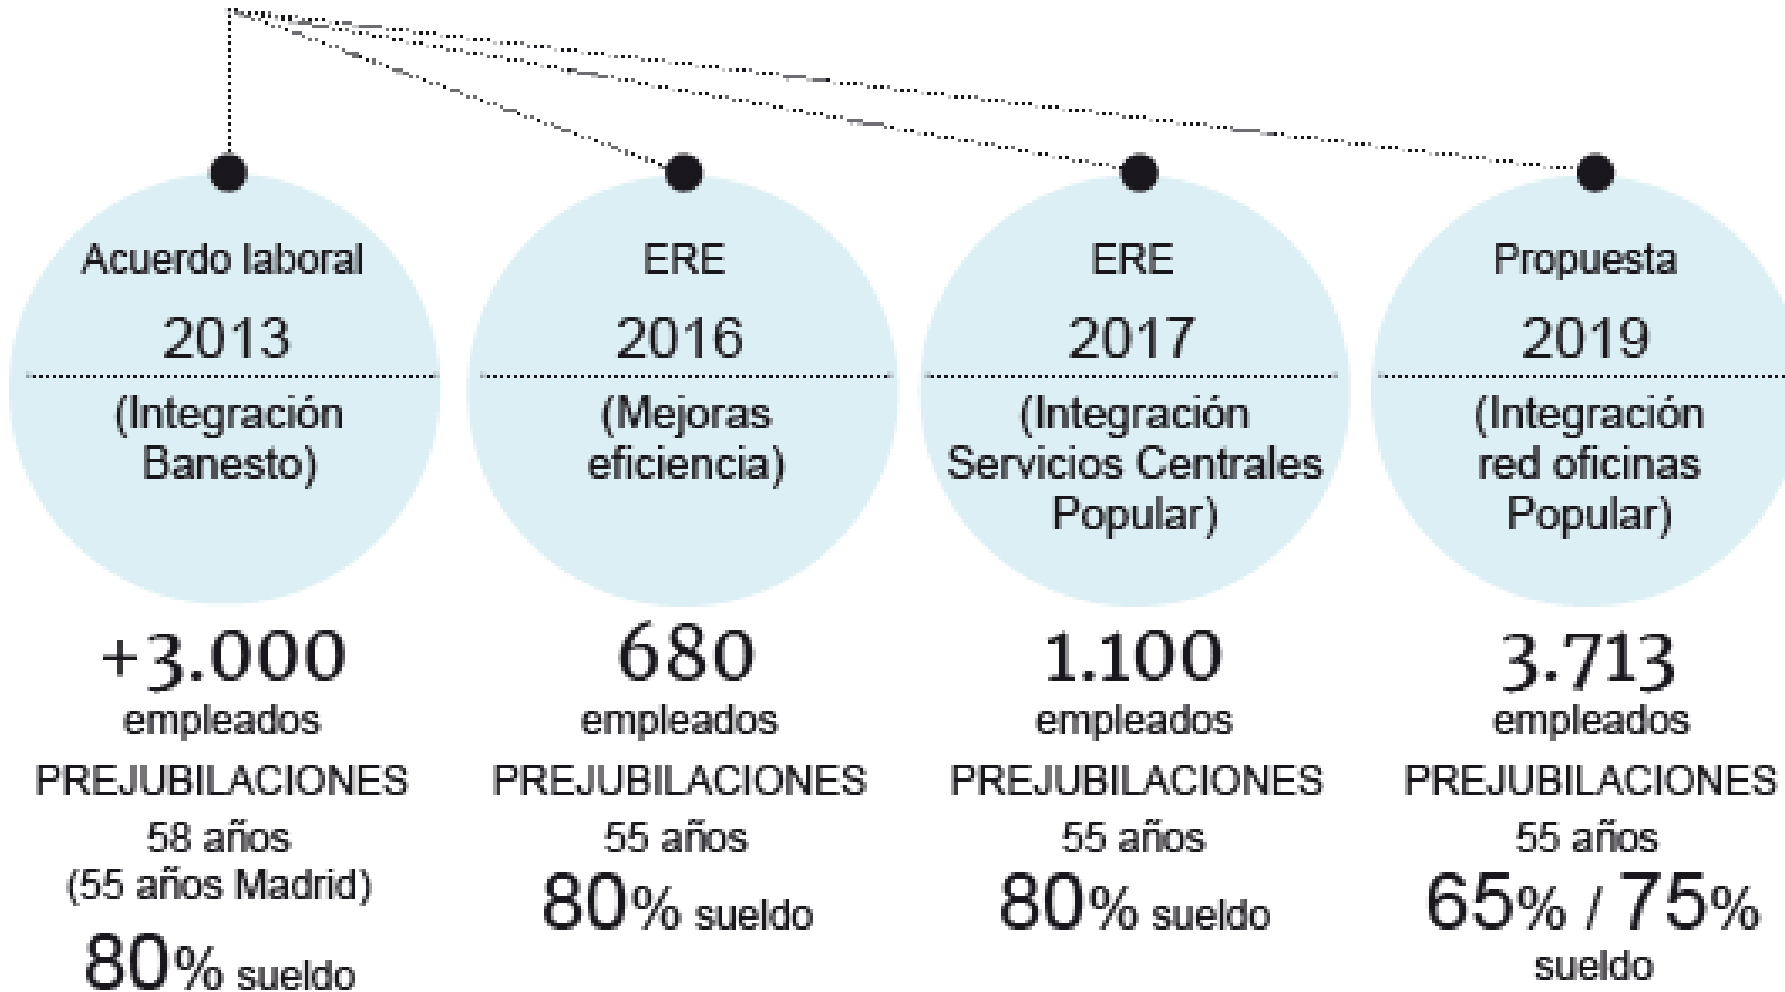 Acuerdo laboral
2013
(Integración
Banesto)
+3.000
empleados
PREJUBILACIONES
58 años
(55 años Madrid)
80% sueldo
ERE
2016
(Mejoras
eficiencia)
680
empleados
PREJUBILACIONES
55 años
80% sueldo
ERE
2017
(Integración
Servicios Centrales
Popular)
1.100
empleados
PREJUBILACIONES
55 años
80% sueldo
Propuesta
2019
(Integración
red oficinas
Popular)
3.713
empleados
PREJUBILACIONES
55 años
65% / 75%
sueldo